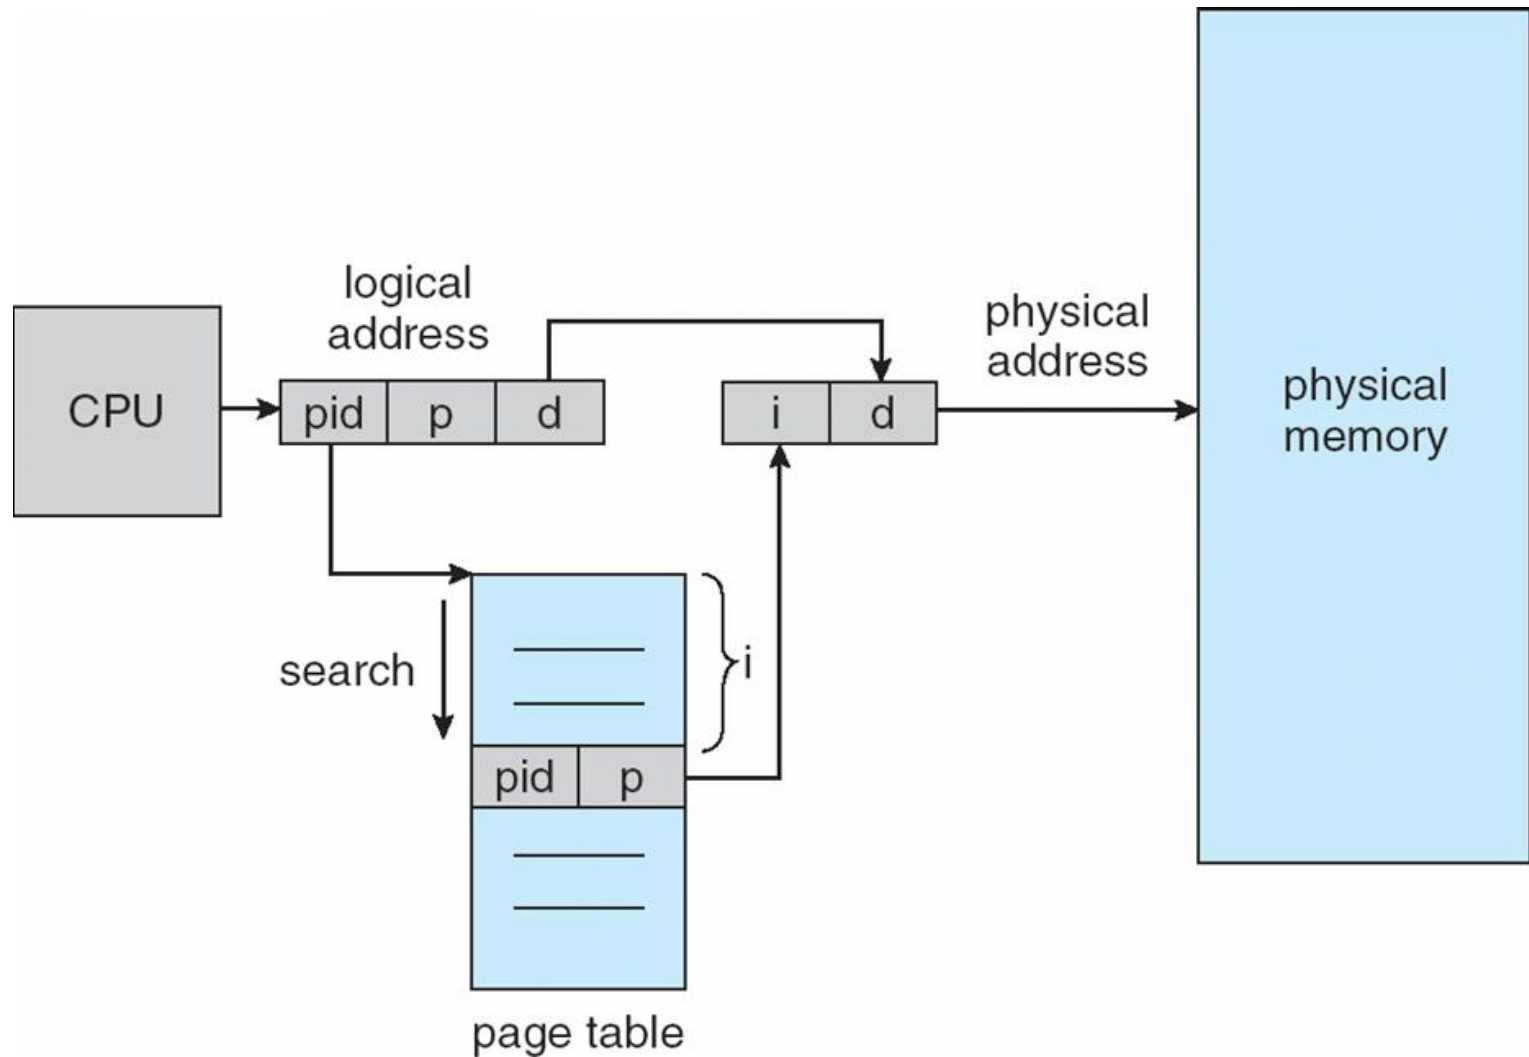 logical
address
physical
address
CPU
pid
p
d
i
d
physical
memory
search
i
pid
p
page table